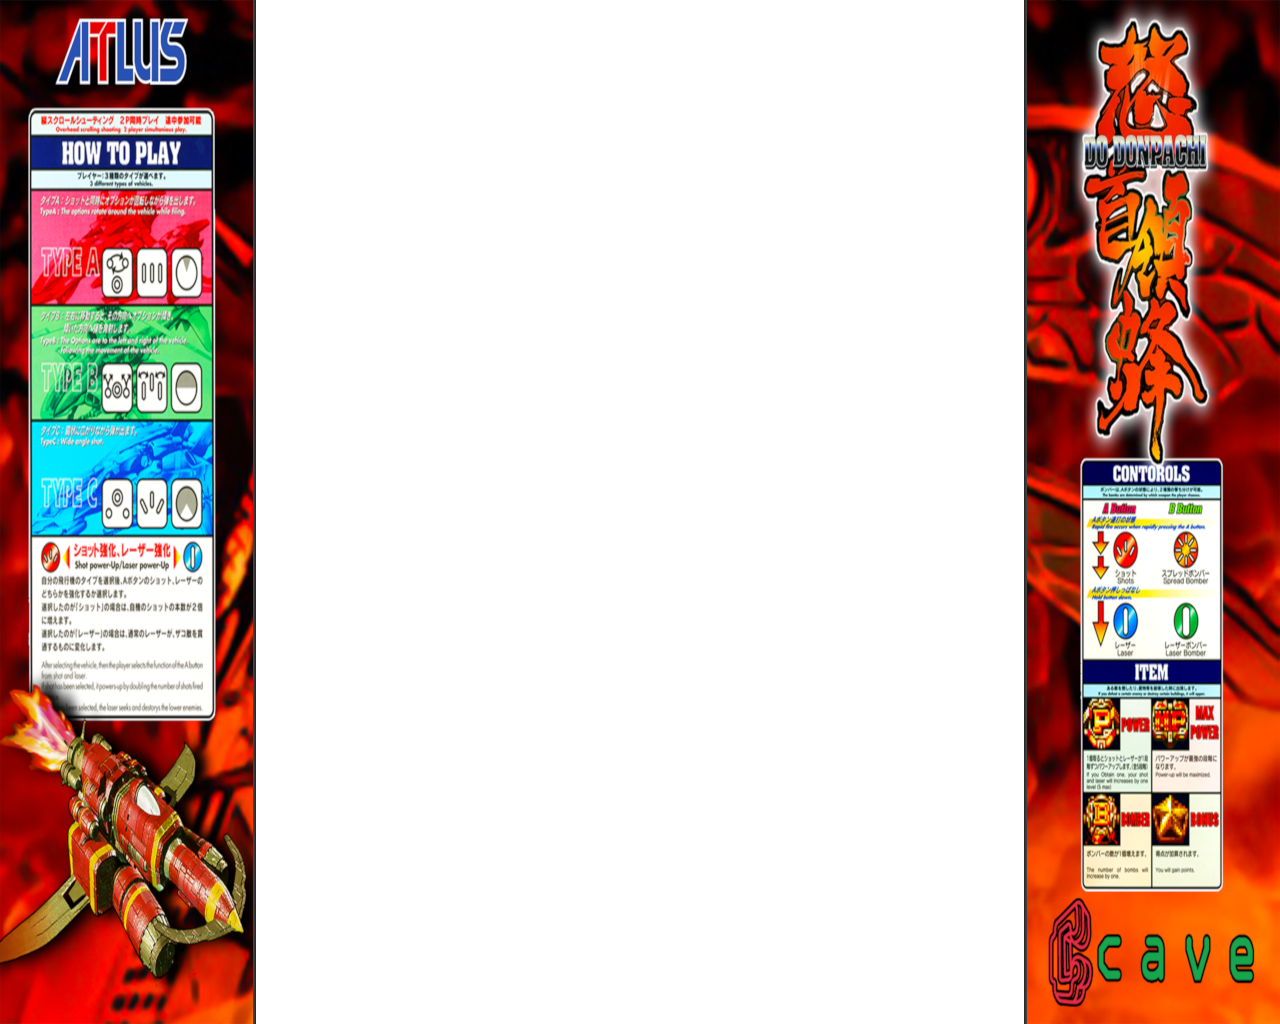 ATLUS
縦スクロールシューティング 2P同時プレイ 途中参加可能
Overhead scrolling shooting 2 player simultanious play.
HOW TO PLAY
プレイヤー:3種類のタイプが選べます。
3 different types of vehicles.
タイプA:ショットと同時にオプションが回転しながら弾を出します。
TypeA : The options rotate around the vehicle while firing.
TYPE A
タイプB:左右に移動すると、その方向へオプションが傾き、
傾いた方向へ弾を発射します。
TypeB : The Options are to the left and right of the vehicle.
following the movement of the vehicle.
TYPE B
タイプC:扇状に広がりながら弾が出ます。
TypeC : Wide angle shot.
TYPE C
ショット強化、レーザー強化
Shot power-Up/Laser power-Up
自分の飛行機のタイプを選択後、Aボタンのショット、レーザーの
どちらかを強化するか選択します。
選択したのが「ショット」の場合は、自機のショットの本数が2倍
に増えます。
選択したのが「レーザー」の場合は、通常のレーザーが、ザコ敵を貫
通するものに変化します。
After selecting the vehicle, then the player selects the function of the A button
from shot and laser.
shot has been selected, it powers-up by doubling the number of shots fired
been selected, the laser seeks and destorys the lower enemies.
怒
DO-DONPACHI
首
領
蜂
CONTOROLS
ボンバーは、Aボタンの状態により、2種類の撃ち分けが可能。
The bombs are determined by which weapon the player chooses.
A Button B Button
Aボタン連打の状態
Rapid fire occurs when rapidly pressing the A button.
ショット
Shots
スプレッドボンバー
Spread Bomber
Aボタン押しっぱなし
Hold button down.
レーザー
Laser
レーザーボンバー
Laser Bomber
ITEM
ある敵を倒したり、建物等を破壊した時に出現します。
If you defeat a certain enemy or destroy certain buildings, it will appear.
P
POWER
MP
MAX
POWER
1個取るとショットとレーザーが1段
階ずつパワーアップします。(全5段階)
If you Obtain one, your shot
and laser will increases by one
level (5 max)
パワーアップが最強の段階に
なります。
Power-up will be maximized.
B
BOMBER
BONUS
ボンバーの数が1個増えます。
The number of bombs will
increase by one.
得点が加算されます。
You will gain points.
cave